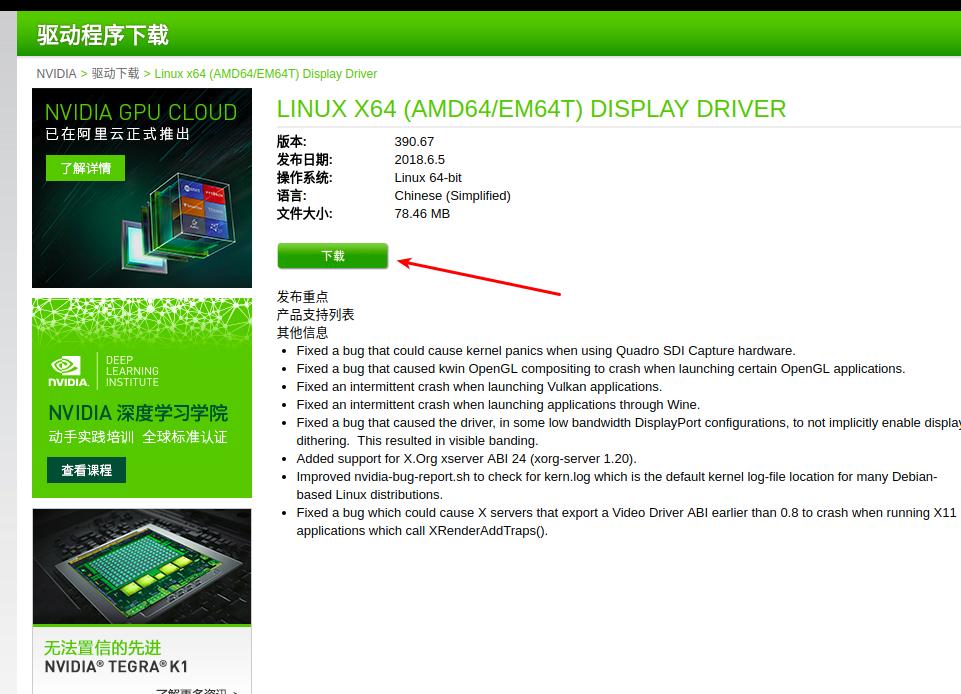 驱动程序下载
NVIDIA > 驱动下载 > Linux x64 (AMD64/EM64T) Display Driver
NVIDIA GPU CLOUD
已在阿里云正式推出
了解详情
NVIDIA.
DEEP
LEARNING
INSTITUTE
NVIDIA 深度学习学院
动手实践培训 全球标准认证
查看课程
无法置信的先进
NVIDIA® TEGRA® K1
了解更多资讯 >
LINUX X64 (AMD64/EM64T) DISPLAY DRIVER
版本: 390.67
发布日期: 2018.6.5
操作系统: Linux 64-bit
语言: Chinese (Simplified)
文件大小: 78.46 MB
下载
发布重点
产品支持列表
其他信息
• Fixed a bug that could cause kernel panics when using Quadro SDI Capture hardware.
• Fixed a bug that caused kwin OpenGL compositing to crash when launching certain OpenGL applications.
• Fixed an intermittent crash when launching Vulkan applications.
• Fixed an intermittent crash when launching applications through Wine.
• Fixed a bug that caused the driver, in some low bandwidth DisplayPort configurations, to not implicitly enable display
dithering.  This resulted in visible banding.
• Added support for X.Org xserver ABI 24 (xorg-server 1.20).
• Improved nvidia-bug-report.sh to check for kern.log which is the default kernel log-file location for many Debian-
based Linux distributions.
• Fixed a bug which could cause X servers that export a Video Driver ABI earlier than 0.8 to crash when running X11
applications which call XRenderAddTraps().